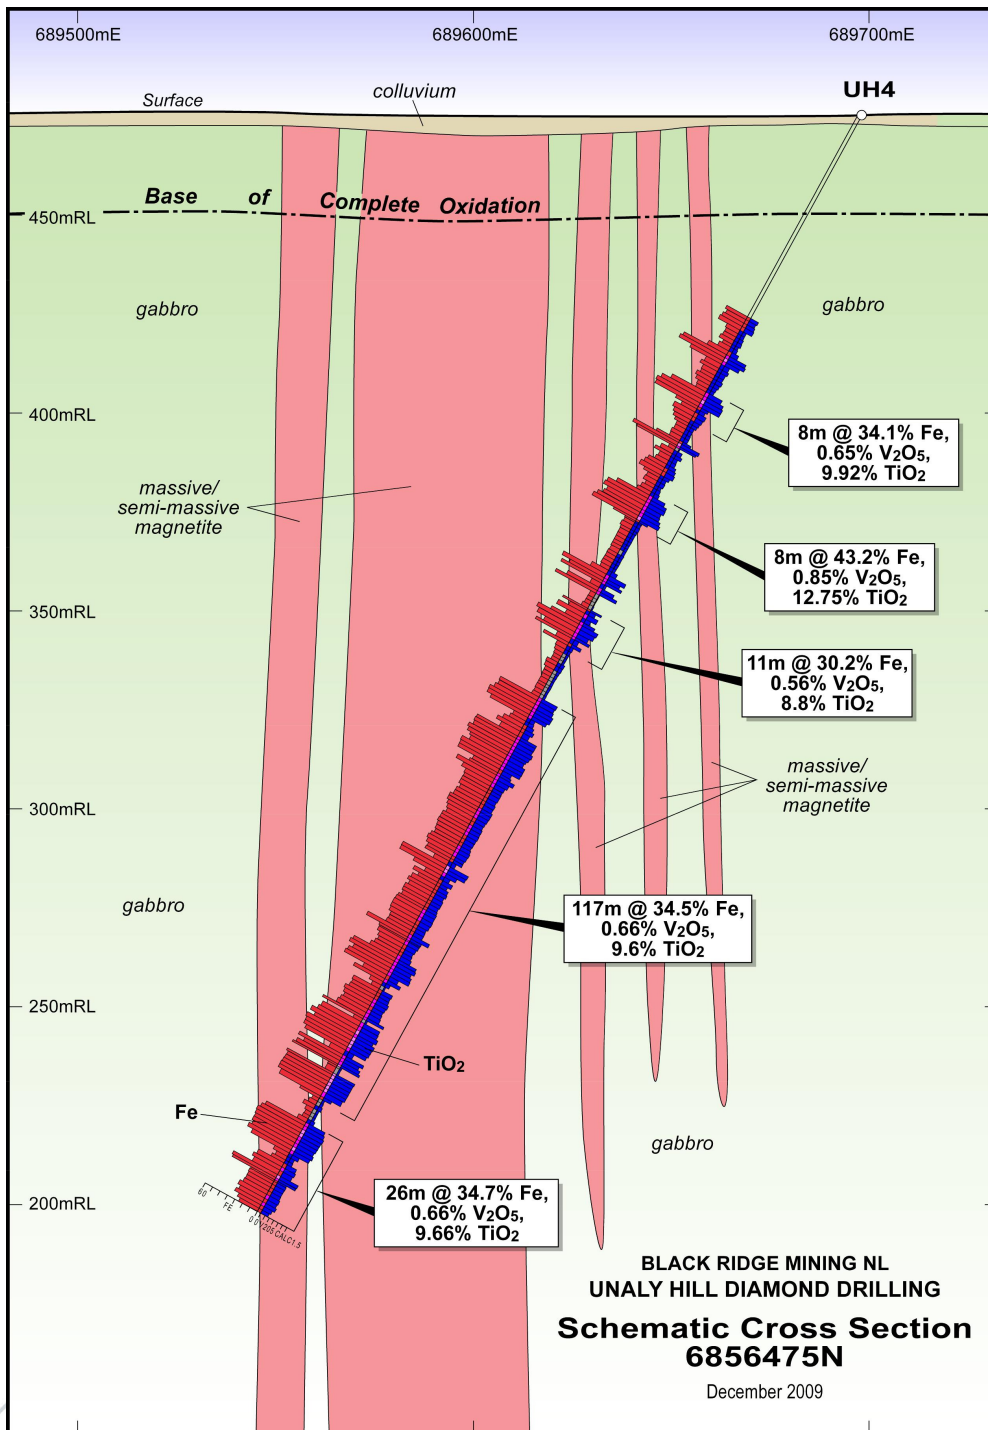 689500mE
689600mE
689700mE
UH4
colluvium
Surface
Base of Complete Oxidation
450mRL
gabbro
gabbro
400mRL
8m @ 34.1% Fe,
0.65% V₂O₅,
9.92% TiO₂
massive/
semi-massive
magnetite
8m @ 43.2% Fe,
0.85% V₂O₅,
12.75% TiO₂
350mRL
11m @ 30.2% Fe,
0.56% V₂O₅,
8.8% TiO₂
massive/
semi-massive
magnetite
300mRL
gabbro
117m @ 34.5% Fe,
0.66% V₂O₅,
9.6% TiO₂
250mRL
TiO₂
Fe
gabbro
200mRL
60 FE 0
26m @ 34.7% Fe,
0.66% V₂O₅,
9.66% TiO₂
BLACK RIDGE MINING NL
UNALY HILL DIAMOND DRILLING
Schematic Cross Section
6856475N
December 2009